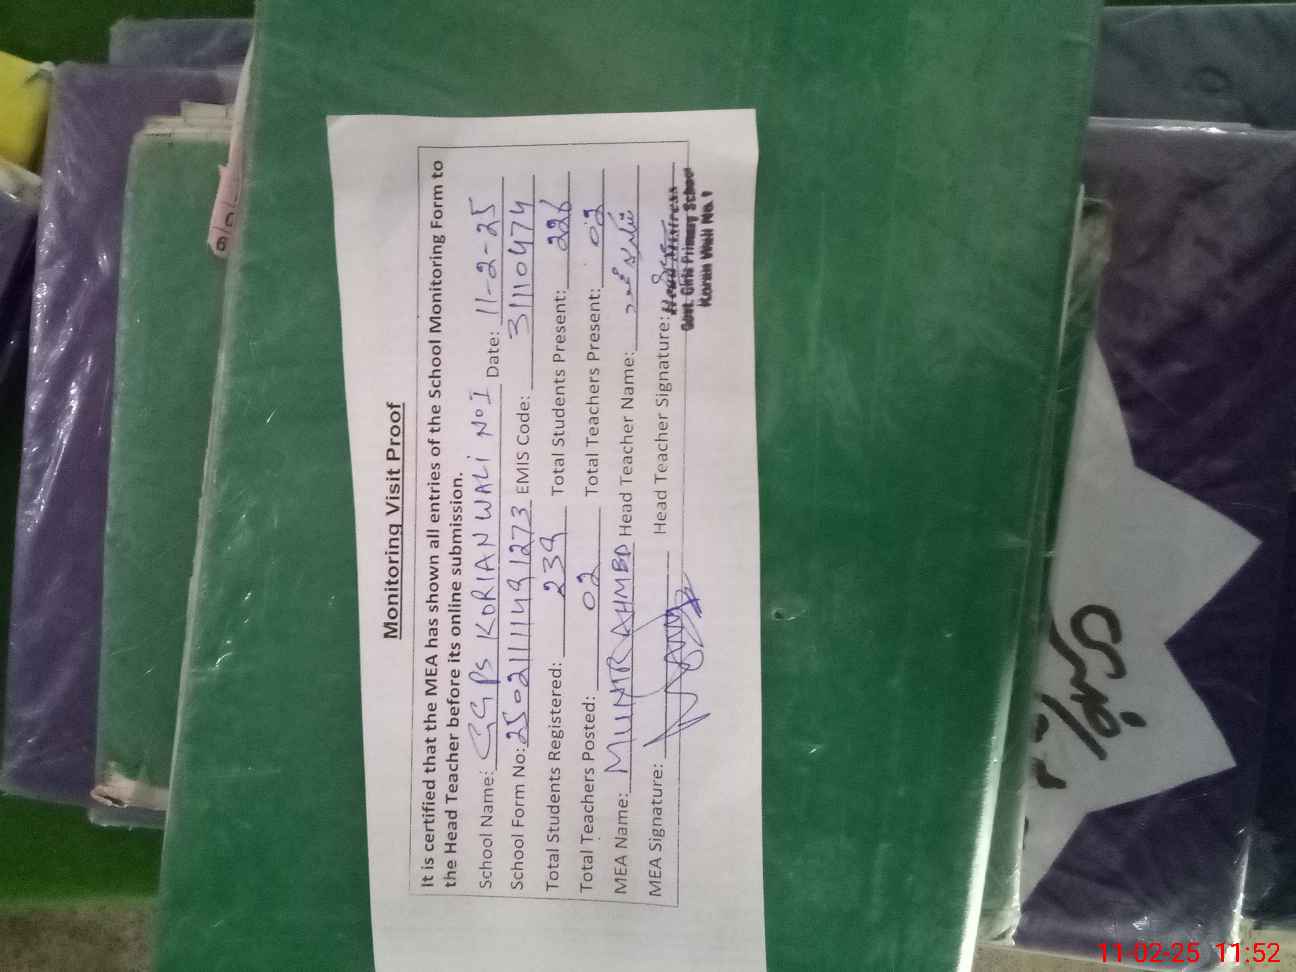 Monitoring Visit Proof
It is certified that the MEA has shown all entries of the School Monitoring Form to
the Head Teacher before its online submission.
School Name: GGPS KORIAN WALI NO I Date: 11-2-25
School Form No: EMIS Code: 31110474
Total Students Registered: 239 Total Students Present: 226
Total Teachers Posted: 02 Total Teachers Present: 02
MEA Name: MUNIR AHMED Head Teacher Name:
MEA Signature: Head Teacher Signature:
Head Mistress
Govt. Girls Primary School
Korian Wali No. 1
11-02-25 11:52